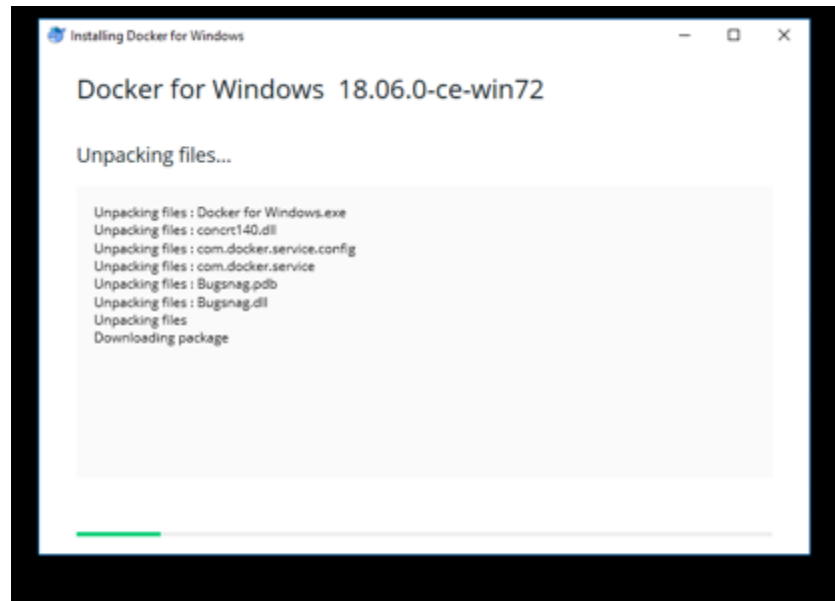 Installing Docker for Windows
Docker for Windows 18.06.0-ce-win72
Unpacking files...
Unpacking files : Docker for Windows.exe
Unpacking files : concrt140.dll
Unpacking files : com.docker.service.config
Unpacking files : com.docker.service
Unpacking files : Bugsnag.pdb
Unpacking files : Bugsnag.dll
Unpacking files
Downloading package